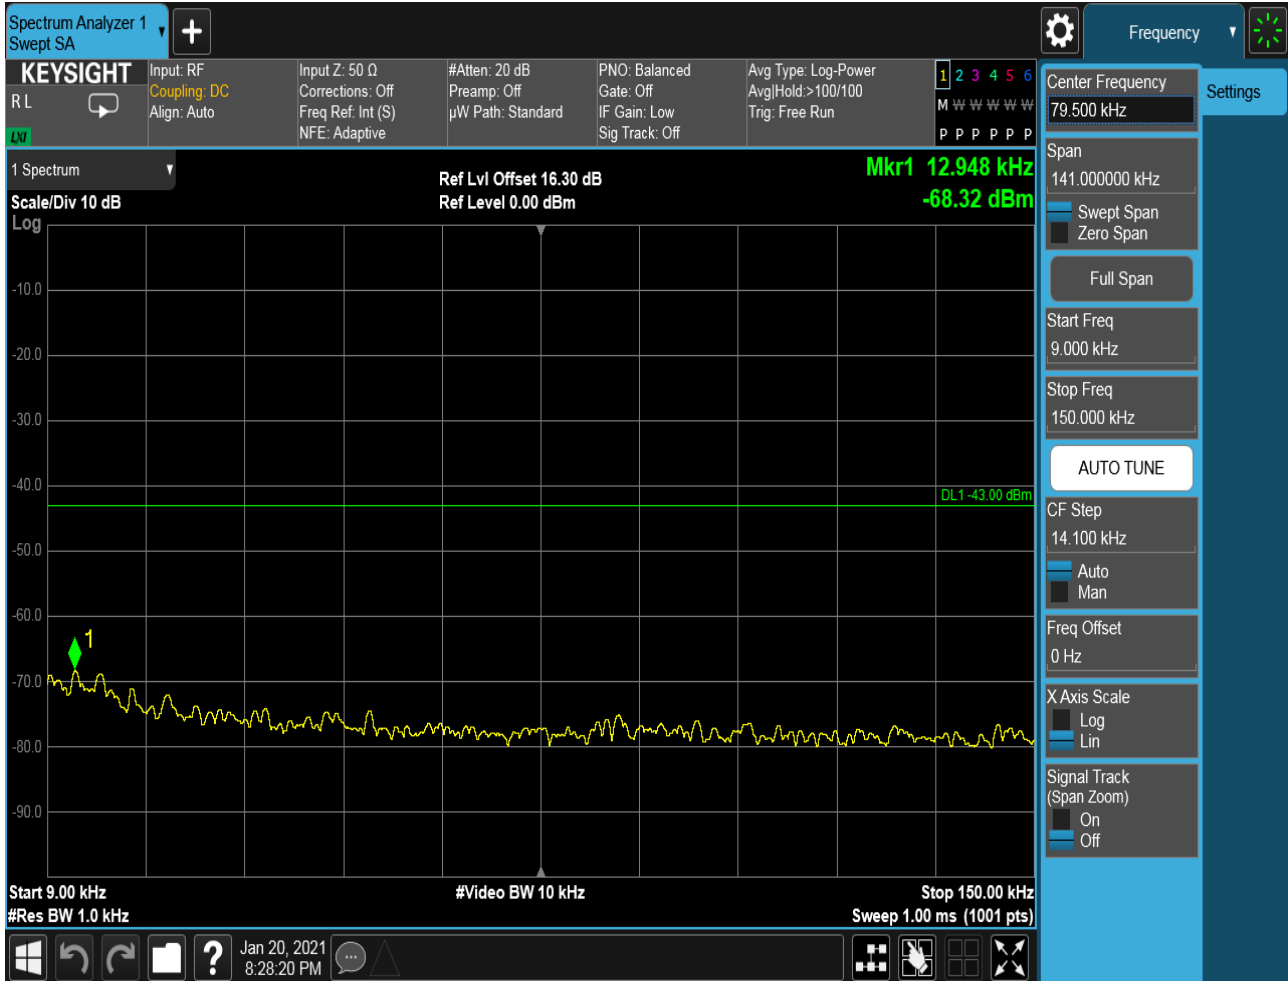 Spectrum Analyzer 1
Swept SA
+
Frequency
KEYSIGHT
R L
LXI
Input: RF
Coupling: DC
Align: Auto
Input Z: 50 Ω
Corrections: Off
Freq Ref: Int (S)
NFE: Adaptive
#Atten: 20 dB
Preamp: Off
µW Path: Standard
PNO: Balanced
Gate: Off
IF Gain: Low
Sig Track: Off
Avg Type: Log-Power
Avg|Hold:>100/100
Trig: Free Run
1 2 3 4 5 6
M W W W W W
P P P P P P
1 Spectrum
Scale/Div 10 dB
Log
Ref Lvl Offset 16.30 dB
Ref Level 0.00 dBm
Mkr1 12.948 kHz
-68.32 dBm
-10.0
-20.0
-30.0
-40.0
DL1 -43.00 dBm
-50.0
-60.0
1
-70.0
-80.0
-90.0
Start 9.00 kHz
#Res BW 1.0 kHz
#Video BW 10 kHz
Stop 150.00 kHz
Sweep 1.00 ms (1001 pts)
Center Frequency
79.500 kHz
Settings
Span
141.000000 kHz
Swept Span
Zero Span
Full Span
Start Freq
9.000 kHz
Stop Freq
150.000 kHz
AUTO TUNE
CF Step
14.100 kHz
Auto
Man
Freq Offset
0 Hz
X Axis Scale
Log
Lin
Signal Track
(Span Zoom)
On
Off
?
Jan 20, 2021
8:28:20 PM